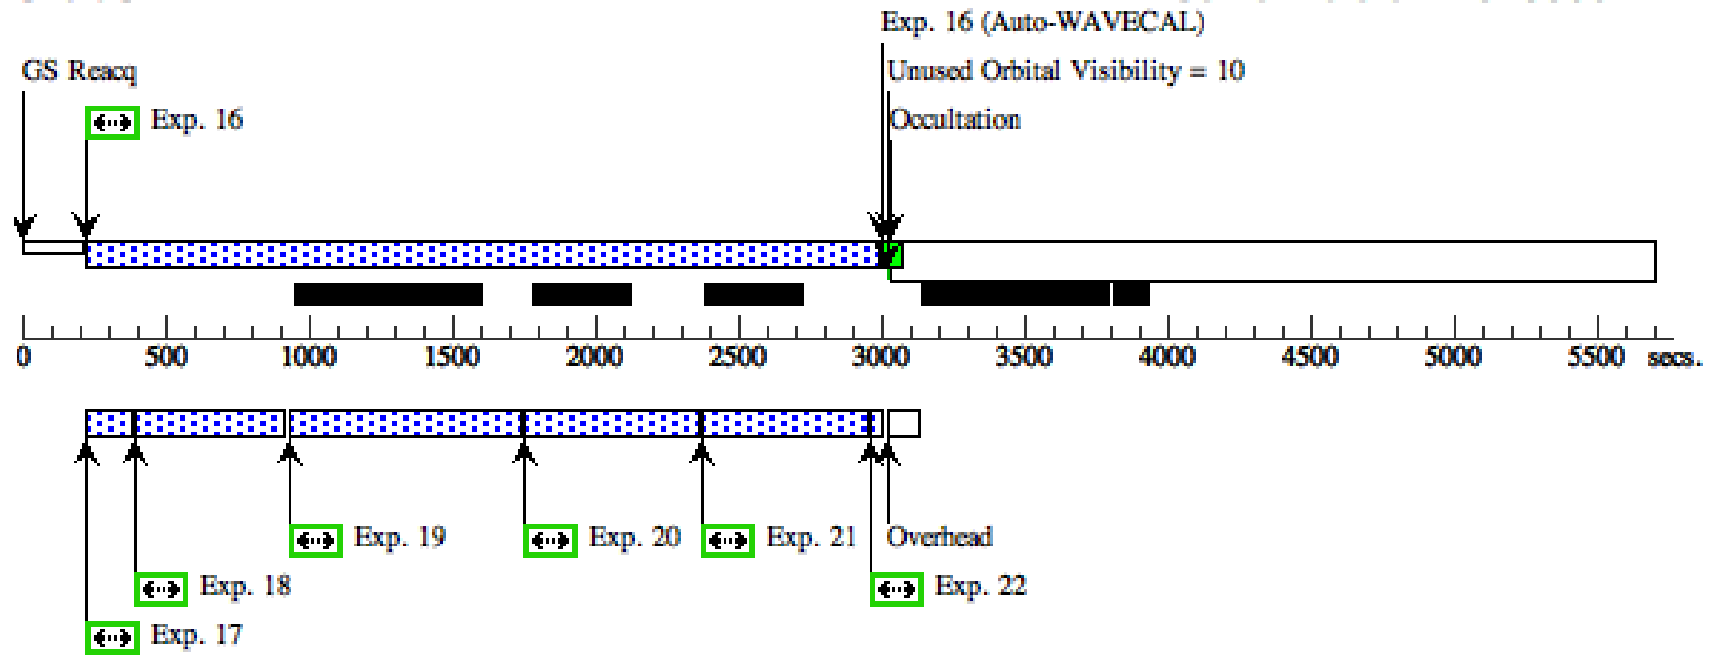 Exp. 16 (Auto-WAVECAL)
GS Reacq
Unused Orbital Visibility = 10
Exp. 16
Occultation
0 500 1000 1500 2000 2500 3000 3500 4000 4500 5000 5500 secs.
Exp. 19
Exp. 20
Exp. 21
Overhead
Exp. 18
Exp. 22
Exp. 17